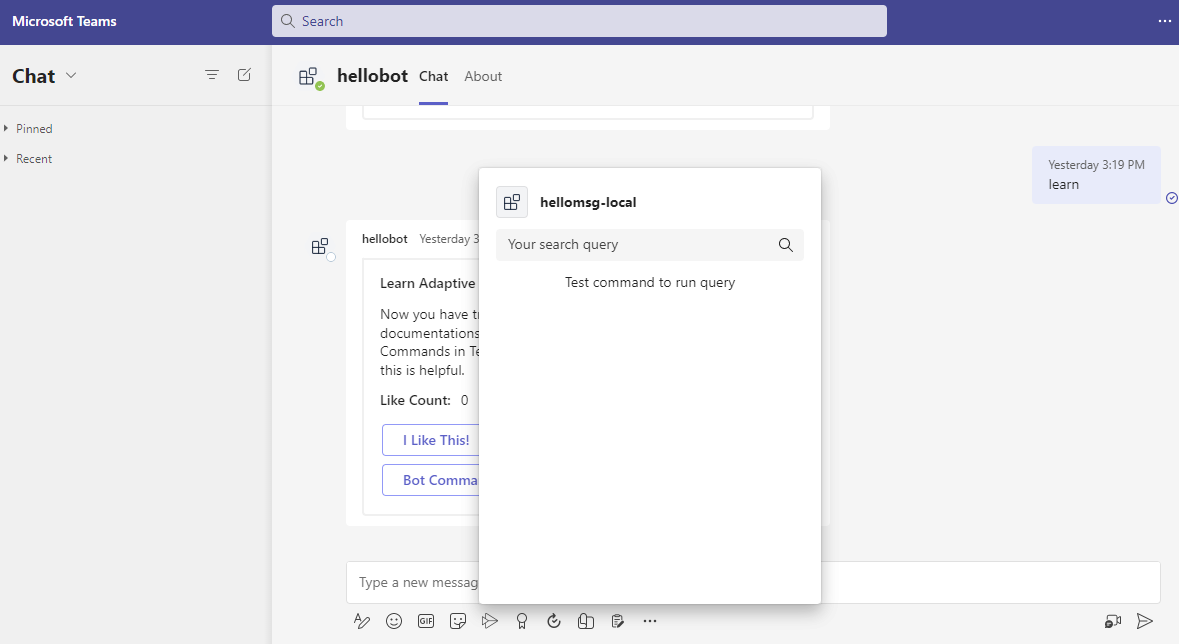 Microsoft Teams
Search
Chat
Pinned
Recent
hellobot
Chat
About
Yesterday 3:19 PM
learn
hellobot Yesterday 3
Learn Adaptive
Now you have
documentations
Commands in
this is helpful.
Like Count: 0
I Like This!
Bot Comma
hellomsg-local
Your search query
Test command to run query
Type a new messag
GIF